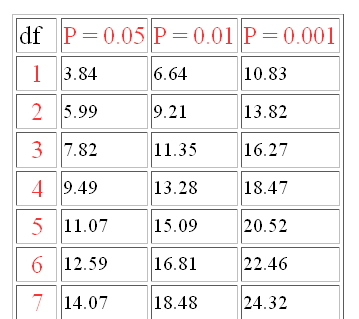 df P = 0.05 P = 0.01 P = 0.001
1 3.84 6.64 10.83
2 5.99 9.21 13.82
3 7.82 11.35 16.27
4 9.49 13.28 18.47
5 11.07 15.09 20.52
6 12.59 16.81 22.46
7 14.07 18.48 24.32